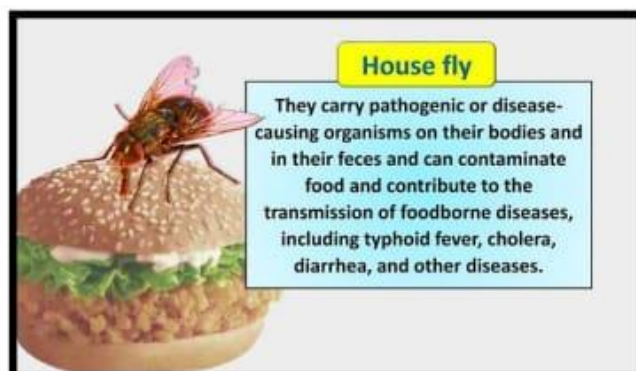 House fly
They carry pathogenic or disease-
causing organisms on their bodies and
in their feces and can contaminate
food and contribute to the
transmission of foodborne diseases,
including typhoid fever, cholera,
diarrhea, and other diseases.